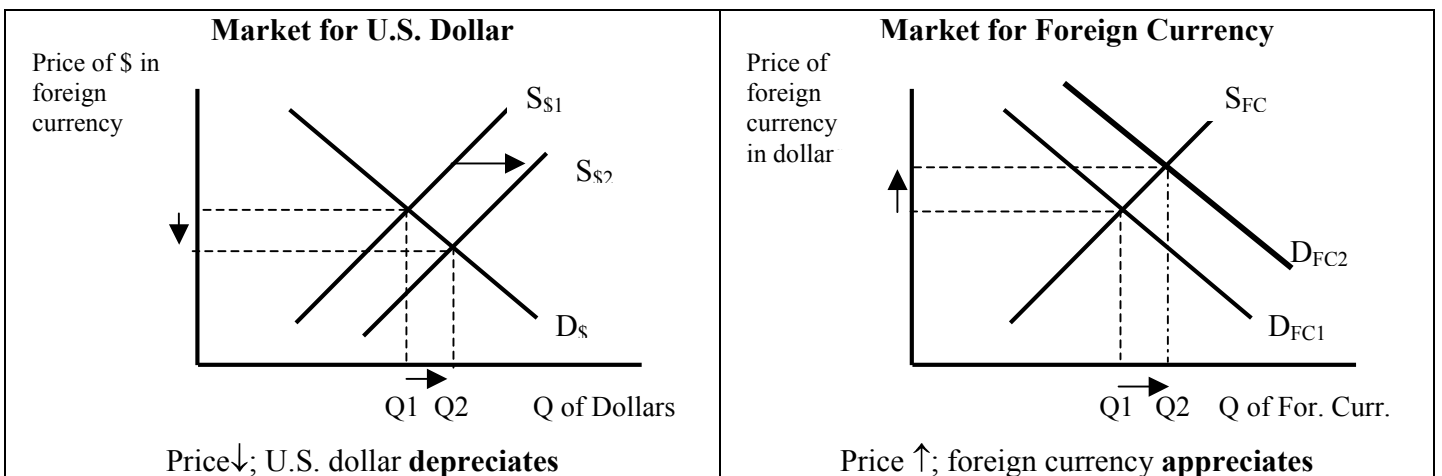 Market for U.S. Dollar
Price of $ in
foreign
currency
S$1
S$2
D$
Q1 Q2 Q of Dollars
Price↓; U.S. dollar depreciates
Market for Foreign Currency
Price of
foreign
currency
in dollar
SFC
DFC2
DFC1
Q1 Q2 Q of For. Curr.
Price ↑; foreign currency appreciates